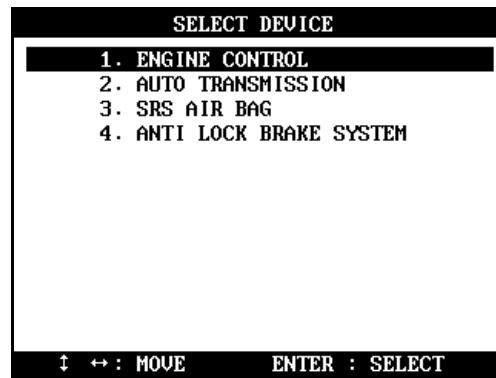 SELECT DEVICE
1. ENGINE CONTROL
2. AUTO TRANSMISSION
3. SRS AIR BAG
4. ANTI LOCK BRAKE SYSTEM
↕ ↔: MOVE ENTER : SELECT